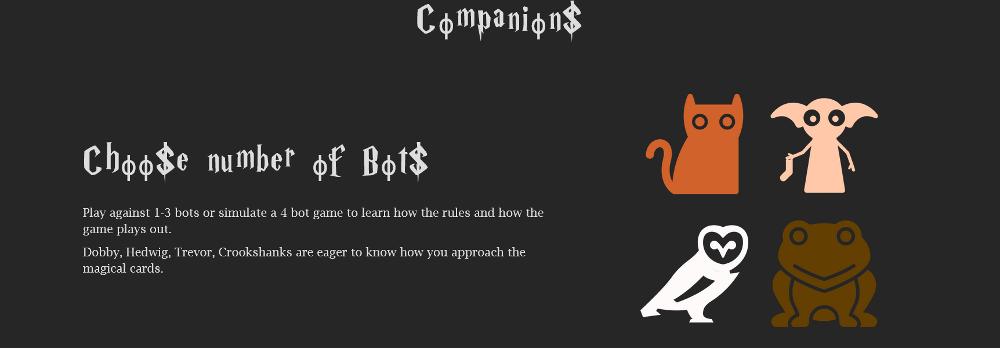 Companions
Choose number of Bots
Play against 1-3 bots or simulate a 4 bot game to learn how the rules and how the
game plays out.
Dobby, Hedwig, Trevor, Crookshanks are eager to know how you approach the
magical cards.